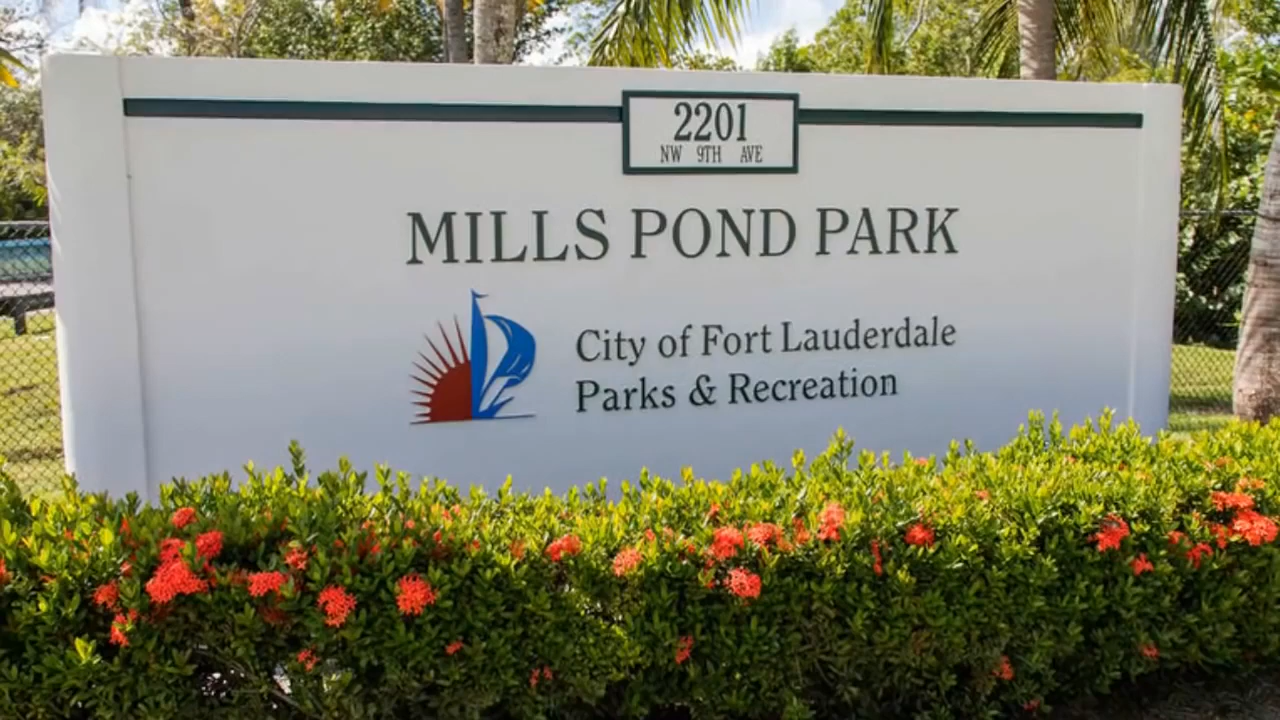 2201
NW 9TH AVE
MILLS POND PARK
City of Fort Lauderdale
Parks & Recreation